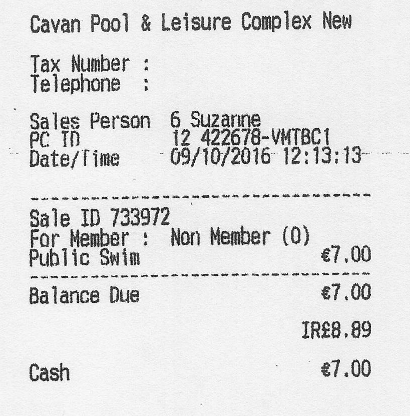 Cavan Pool & Leisure Complex New
Tax Number :
Telephone :
Sales Person 6 Suzanne
PC ID 12 422678-VMTBC1
Date/Time 09/10/2016 12:13:13
Sale ID 733972
For Member : Non Member (0)
Public Swim €7.00
Balance Due €7.00
IR£8.89
Cash €7.00